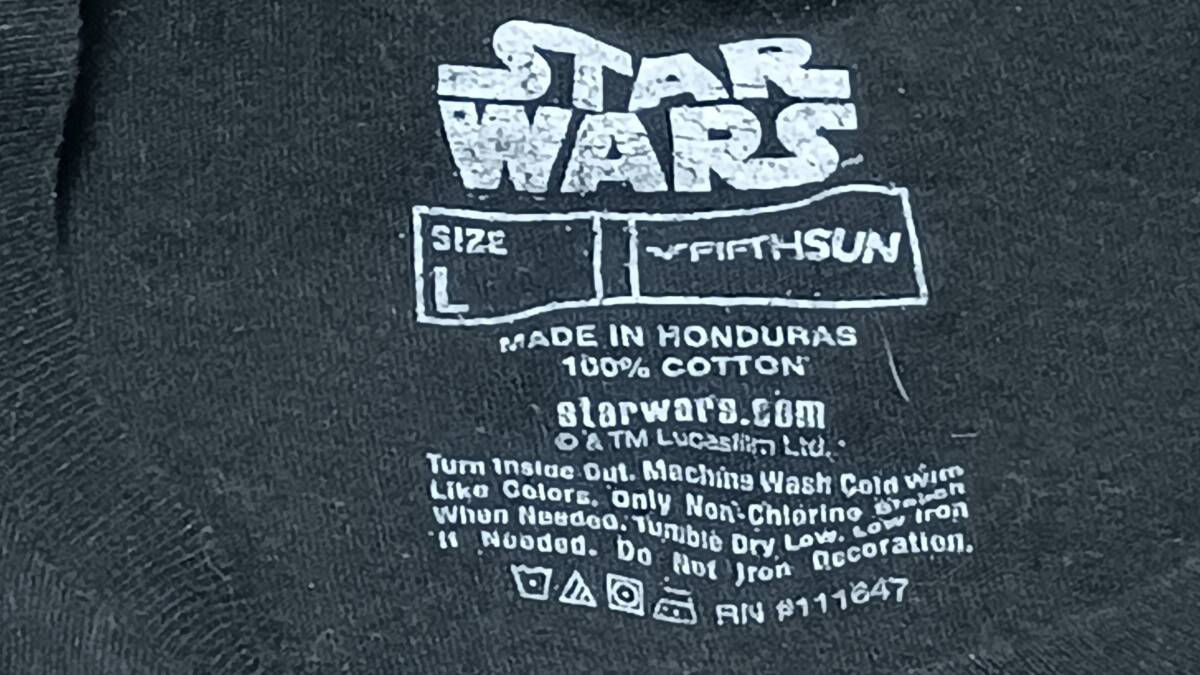 STAR
WARS
SIZE
L
FIFTHSUN
MADE IN HONDURAS
100% COTTON
starwars.com
© & TM Lucasfilm Ltd.
Turn Inside Out. Machine Wash Cold With
Like Colors. Only Non-Chlorine Bleach
When Needed. Tumble Dry Low. Low Iron
If Needed. Do Not Iron Decoration.
RN #111647